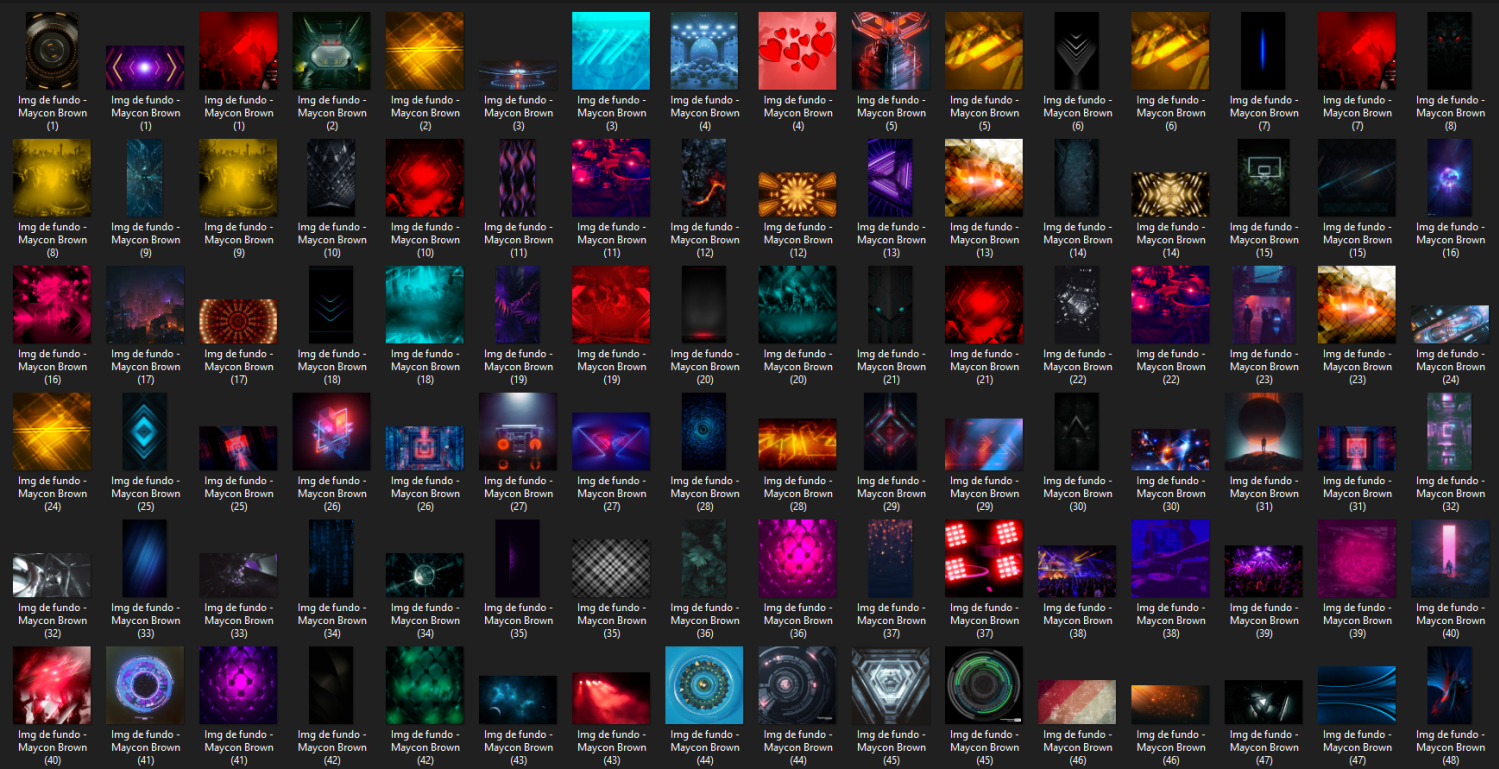 Img de fundo -
Maycon Brown
(1)
Img de fundo -
Maycon Brown
(1)
Img de fundo -
Maycon Brown
(1)
Img de fundo -
Maycon Brown
(2)
Img de fundo -
Maycon Brown
(2)
Img de fundo -
Maycon Brown
(3)
Img de fundo -
Maycon Brown
(3)
Img de fundo -
Maycon Brown
(4)
Img de fundo -
Maycon Brown
(4)
Img de fundo -
Maycon Brown
(5)
Img de fundo -
Maycon Brown
(5)
Img de fundo -
Maycon Brown
(6)
Img de fundo -
Maycon Brown
(6)
Img de fundo -
Maycon Brown
(7)
Img de fundo -
Maycon Brown
(7)
Img de fundo -
Maycon Brown
(8)
Img de fundo -
Maycon Brown
(8)
Img de fundo -
Maycon Brown
(9)
Img de fundo -
Maycon Brown
(9)
Img de fundo -
Maycon Brown
(10)
Img de fundo -
Maycon Brown
(10)
Img de fundo -
Maycon Brown
(11)
Img de fundo -
Maycon Brown
(11)
Img de fundo -
Maycon Brown
(12)
Img de fundo -
Maycon Brown
(12)
Img de fundo -
Maycon Brown
(13)
Img de fundo -
Maycon Brown
(13)
Img de fundo -
Maycon Brown
(14)
Img de fundo -
Maycon Brown
(14)
Img de fundo -
Maycon Brown
(15)
Img de fundo -
Maycon Brown
(15)
Img de fundo -
Maycon Brown
(16)
Img de fundo -
Maycon Brown
(16)
Img de fundo -
Maycon Brown
(17)
Img de fundo -
Maycon Brown
(17)
Img de fundo -
Maycon Brown
(18)
Img de fundo -
Maycon Brown
(18)
Img de fundo -
Maycon Brown
(19)
Img de fundo -
Maycon Brown
(19)
Img de fundo -
Maycon Brown
(20)
Img de fundo -
Maycon Brown
(20)
Img de fundo -
Maycon Brown
(21)
Img de fundo -
Maycon Brown
(21)
Img de fundo -
Maycon Brown
(22)
Img de fundo -
Maycon Brown
(22)
Img de fundo -
Maycon Brown
(23)
Img de fundo -
Maycon Brown
(23)
Img de fundo -
Maycon Brown
(24)
Img de fundo -
Maycon Brown
(24)
Img de fundo -
Maycon Brown
(25)
Img de fundo -
Maycon Brown
(25)
Img de fundo -
Maycon Brown
(26)
Img de fundo -
Maycon Brown
(26)
Img de fundo -
Maycon Brown
(27)
Img de fundo -
Maycon Brown
(27)
Img de fundo -
Maycon Brown
(28)
Img de fundo -
Maycon Brown
(28)
Img de fundo -
Maycon Brown
(29)
Img de fundo -
Maycon Brown
(29)
Img de fundo -
Maycon Brown
(30)
Img de fundo -
Maycon Brown
(30)
Img de fundo -
Maycon Brown
(31)
Img de fundo -
Maycon Brown
(31)
Img de fundo -
Maycon Brown
(32)
Img de fundo -
Maycon Brown
(32)
Img de fundo -
Maycon Brown
(33)
Img de fundo -
Maycon Brown
(33)
Img de fundo -
Maycon Brown
(34)
Img de fundo -
Maycon Brown
(34)
Img de fundo -
Maycon Brown
(35)
Img de fundo -
Maycon Brown
(35)
Img de fundo -
Maycon Brown
(36)
Img de fundo -
Maycon Brown
(36)
Img de fundo -
Maycon Brown
(37)
Img de fundo -
Maycon Brown
(37)
Img de fundo -
Maycon Brown
(38)
Img de fundo -
Maycon Brown
(38)
Img de fundo -
Maycon Brown
(39)
Img de fundo -
Maycon Brown
(39)
Img de fundo -
Maycon Brown
(40)
Img de fundo -
Maycon Brown
(40)
Img de fundo -
Maycon Brown
(41)
Img de fundo -
Maycon Brown
(41)
Img de fundo -
Maycon Brown
(42)
Img de fundo -
Maycon Brown
(42)
Img de fundo -
Maycon Brown
(43)
Img de fundo -
Maycon Brown
(43)
Img de fundo -
Maycon Brown
(44)
Img de fundo -
Maycon Brown
(44)
Img de fundo -
Maycon Brown
(45)
Img de fundo -
Maycon Brown
(45)
Img de fundo -
Maycon Brown
(46)
Img de fundo -
Maycon Brown
(46)
Img de fundo -
Maycon Brown
(47)
Img de fundo -
Maycon Brown
(47)
Img de fundo -
Maycon Brown
(48)